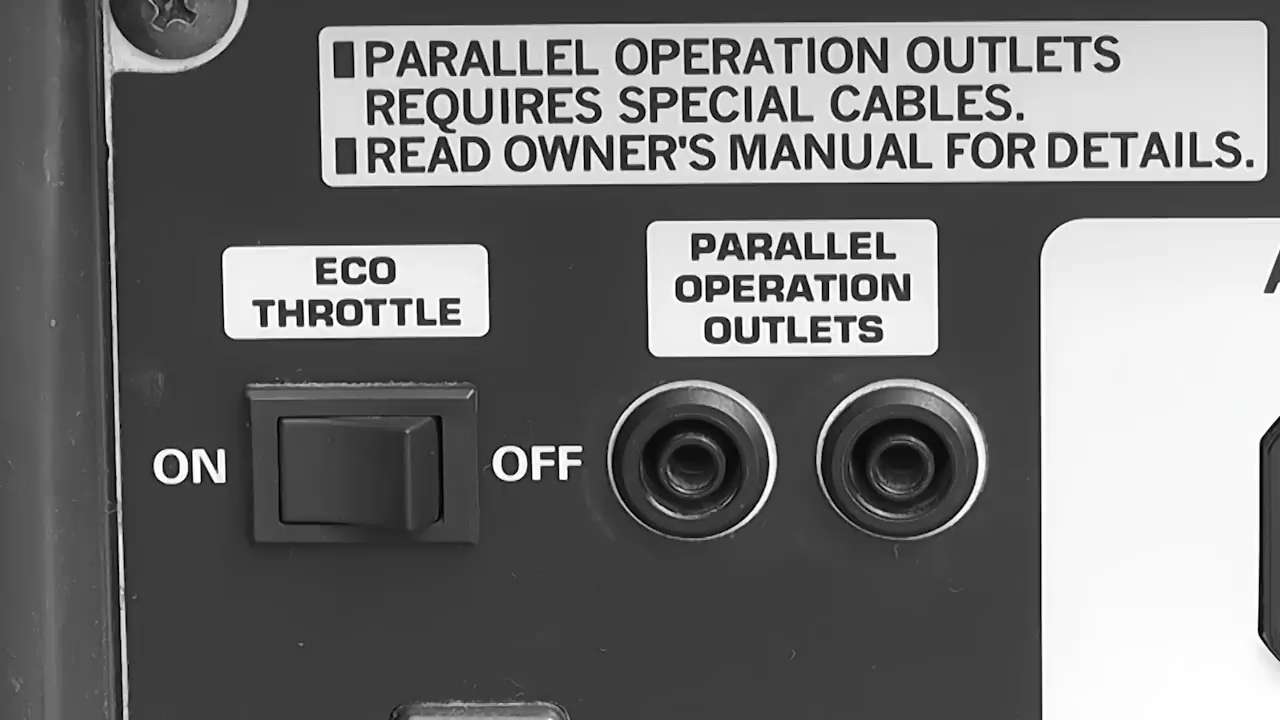 PARALLEL OPERATION OUTLETS
REQUIRES SPECIAL CABLES.
READ OWNER'S MANUAL FOR DETAILS.
ECO
THROTTLE
PARALLEL
OPERATION
OUTLETS
ON
OFF